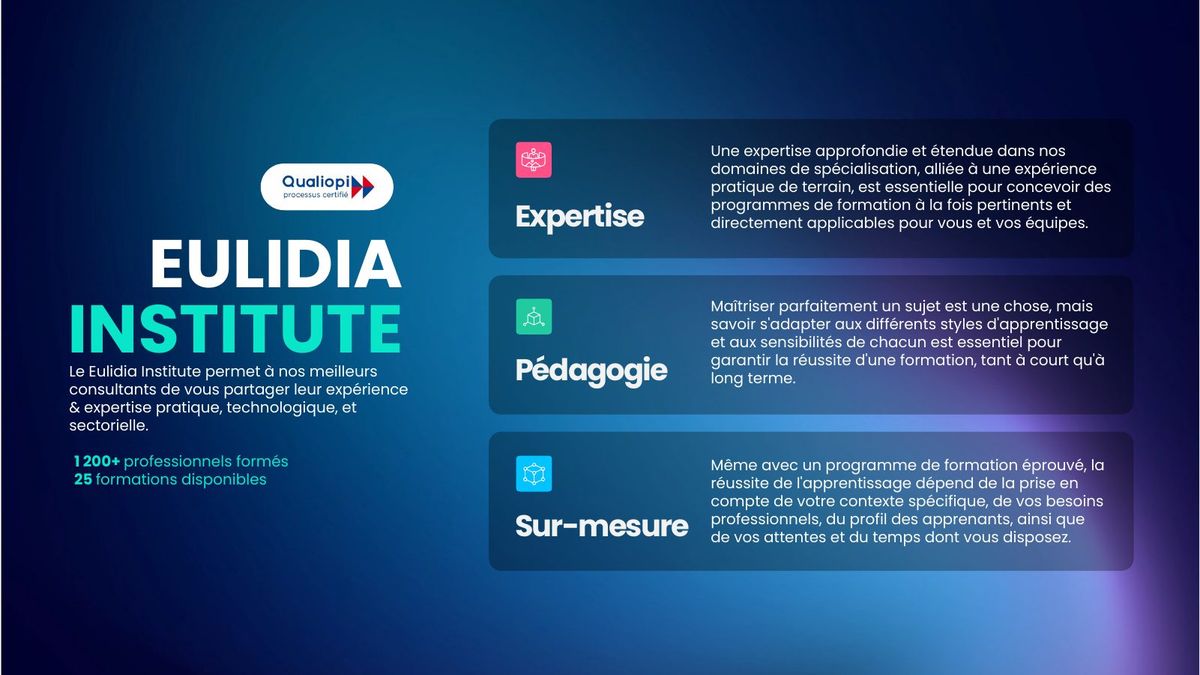 Qualiopi
processus certifié
EULIDIA
INSTITUTE
Le Eulidia Institute permet à nos meilleurs
consultants de vous partager leur expérience
& expertise pratique, technologique, et
sectorielle.
1 200+ professionnels formés
25 formations disponibles
Expertise
Une expertise approfondie et étendue dans nos
domaines de spécialisation, alliée à une expérience
pratique de terrain, est essentielle pour concevoir des
programmes de formation à la fois pertinents et
directement applicables pour vous et vos équipes.
Pédagogie
Maîtriser parfaitement un sujet est une chose, mais
savoir s'adapter aux différents styles d'apprentissage
et aux sensibilités de chacun est essentiel pour
garantir la réussite d'une formation, tant à court qu'à
long terme.
Sur-mesure
Même avec un programme de formation éprouvé, la
réussite de l'apprentissage dépend de la prise en
compte de votre contexte spécifique, de vos besoins
professionnels, du profil des apprenants, ainsi que
de vos attentes et du temps dont vous disposez.